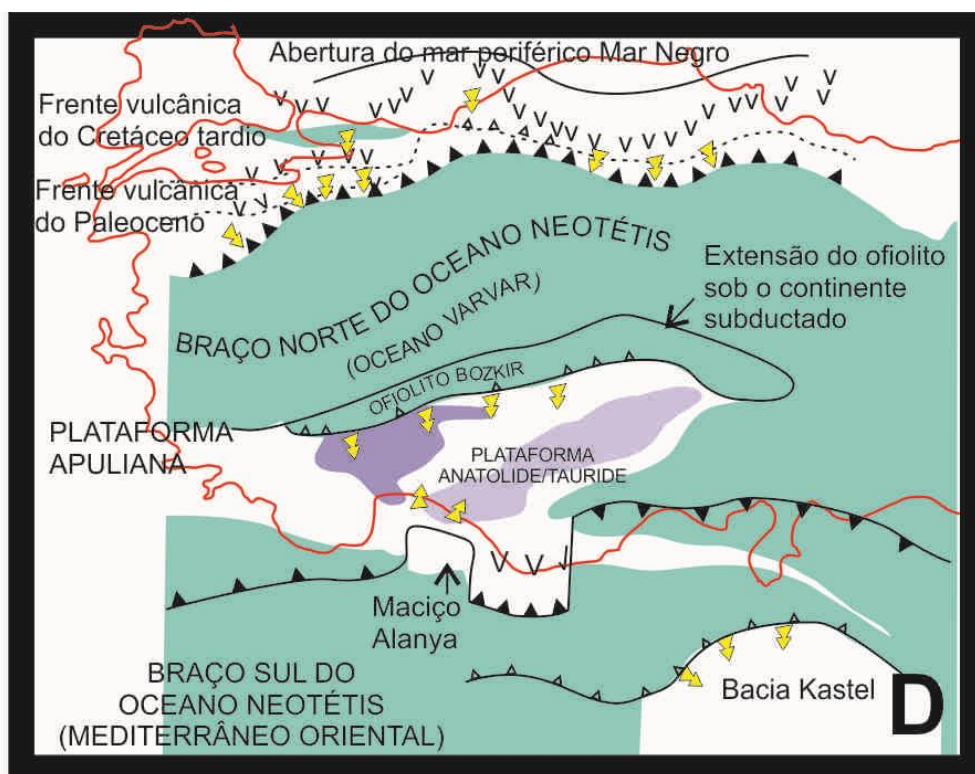 Abertura do mar poriférico Mar Negro
Frente vulcânica
do Cretáceo tardio
Frente vulcânica
do Paleoceno
BRAÇO NORTE DO OCEANO NEOTÉTIS
(OCEANO VARVAR)
Extensão do ofiolito
sob o continente
subductado
OFIOLITO BOZKIR
PLATAFORMA
APULIANA
PLATAFORMA
ANATOLIDE/TAURIDE
Maciço
Alanya
BRAÇO SUL DO
OCEANO NEOTÉTIS
(MEDITERRÂNEO ORIENTAL)
Bacia Kastel
D